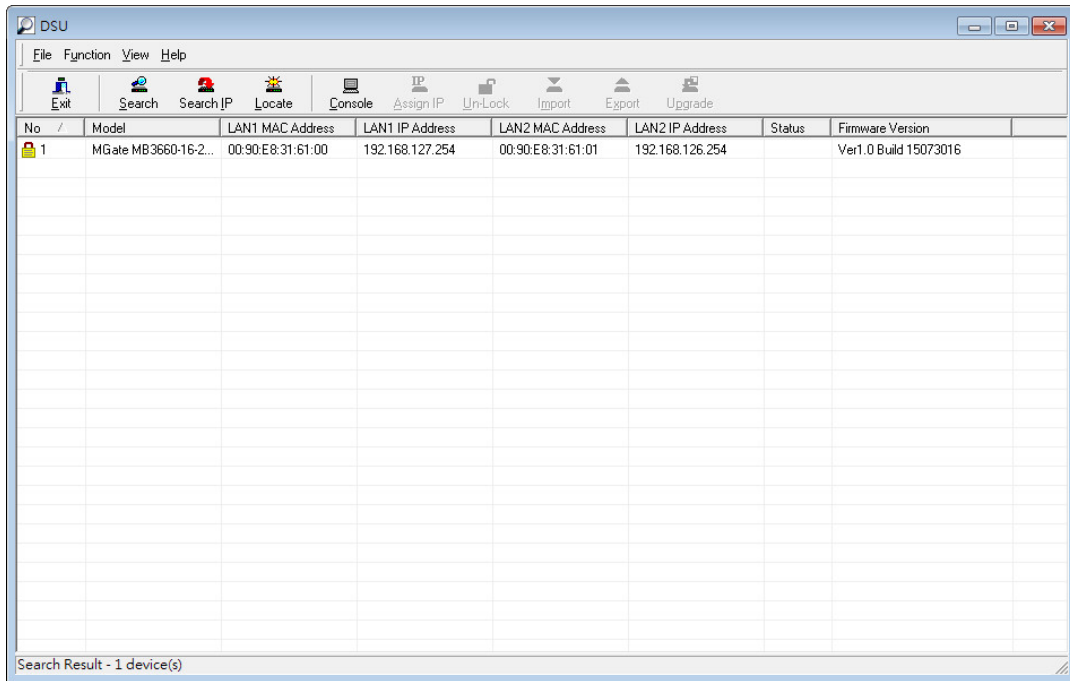 DSU
File Function View Help
Exit Search Search IP Locate Console Assign IP Un-Lock Import Export Upgrade
No / Model LAN1 MAC Address LAN1 IP Address LAN2 MAC Address LAN2 IP Address Status Firmware Version
1 MGate MB3660-16-2... 00:90:E8:31:61:00 192.168.127.254 00:90:E8:31:61:01 192.168.126.254 Ver1.0 Build 15073016
Search Result - 1 device(s)